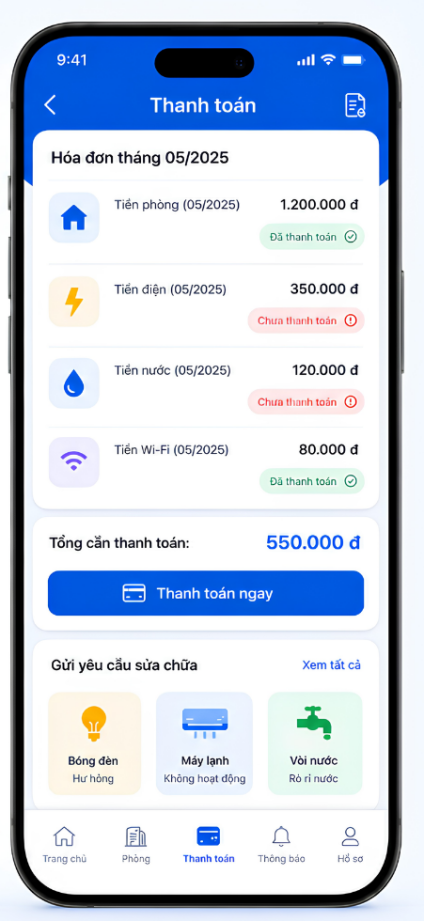 9:41
Thanh toán
Hóa đơn tháng 05/2025
Tiền phòng (05/2025)
1.200.000 đ
Đã thanh toán
Tiền điện (05/2025)
350.000 đ
Chưa thanh toán
Tiền nước (05/2025)
120.000 đ
Chưa thanh toán
Tiền Wi-Fi (05/2025)
80.000 đ
Đã thanh toán
Tổng cần thanh toán:
550.000 đ
Thanh toán ngay
Gửi yêu cầu sửa chữa
Xem tất cả
Bóng đèn
Hư hỏng
Máy lạnh
Không hoạt động
Vòi nước
Rò rỉ nước
Trang chủ
Phòng
Thanh toán
Thông báo
Hồ sơ